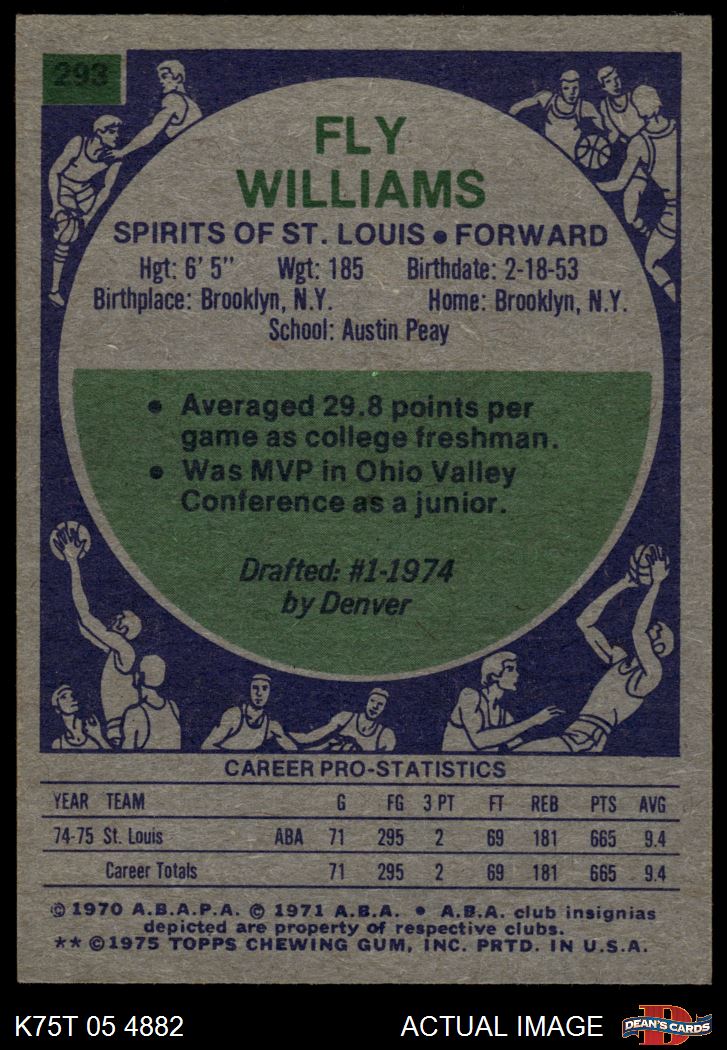 293
FLY
WILLIAMS
SPIRITS OF ST. LOUIS • FORWARD
Hgt: 6' 5" Wgt: 185 Birthdate: 2-18-53
Birthplace: Brooklyn, N.Y. Home: Brooklyn, N.Y.
School: Austin Peay
• Averaged 29.8 points per
game as college freshman.
• Was MVP in Ohio Valley
Conference as a junior.
Drafted: #1-1974
by Denver
CAREER PRO-STATISTICS
YEAR TEAM G FG 3 PT FT REB PTS AVG
74-75 St. Louis ABA 71 295 2 69 181 665 9.4
Career Totals 71 295 2 69 181 665 9.4
© 1970 A.B.A.P.A. © 1971 A.B.A. • A.B.A. club insignias
depicted are property of respective clubs.
** ©1975 TOPPS CHEWING GUM, INC. PRTD. IN U.S.A.
K75T 05 4882 ACTUAL IMAGE D DEAN'S CARDS